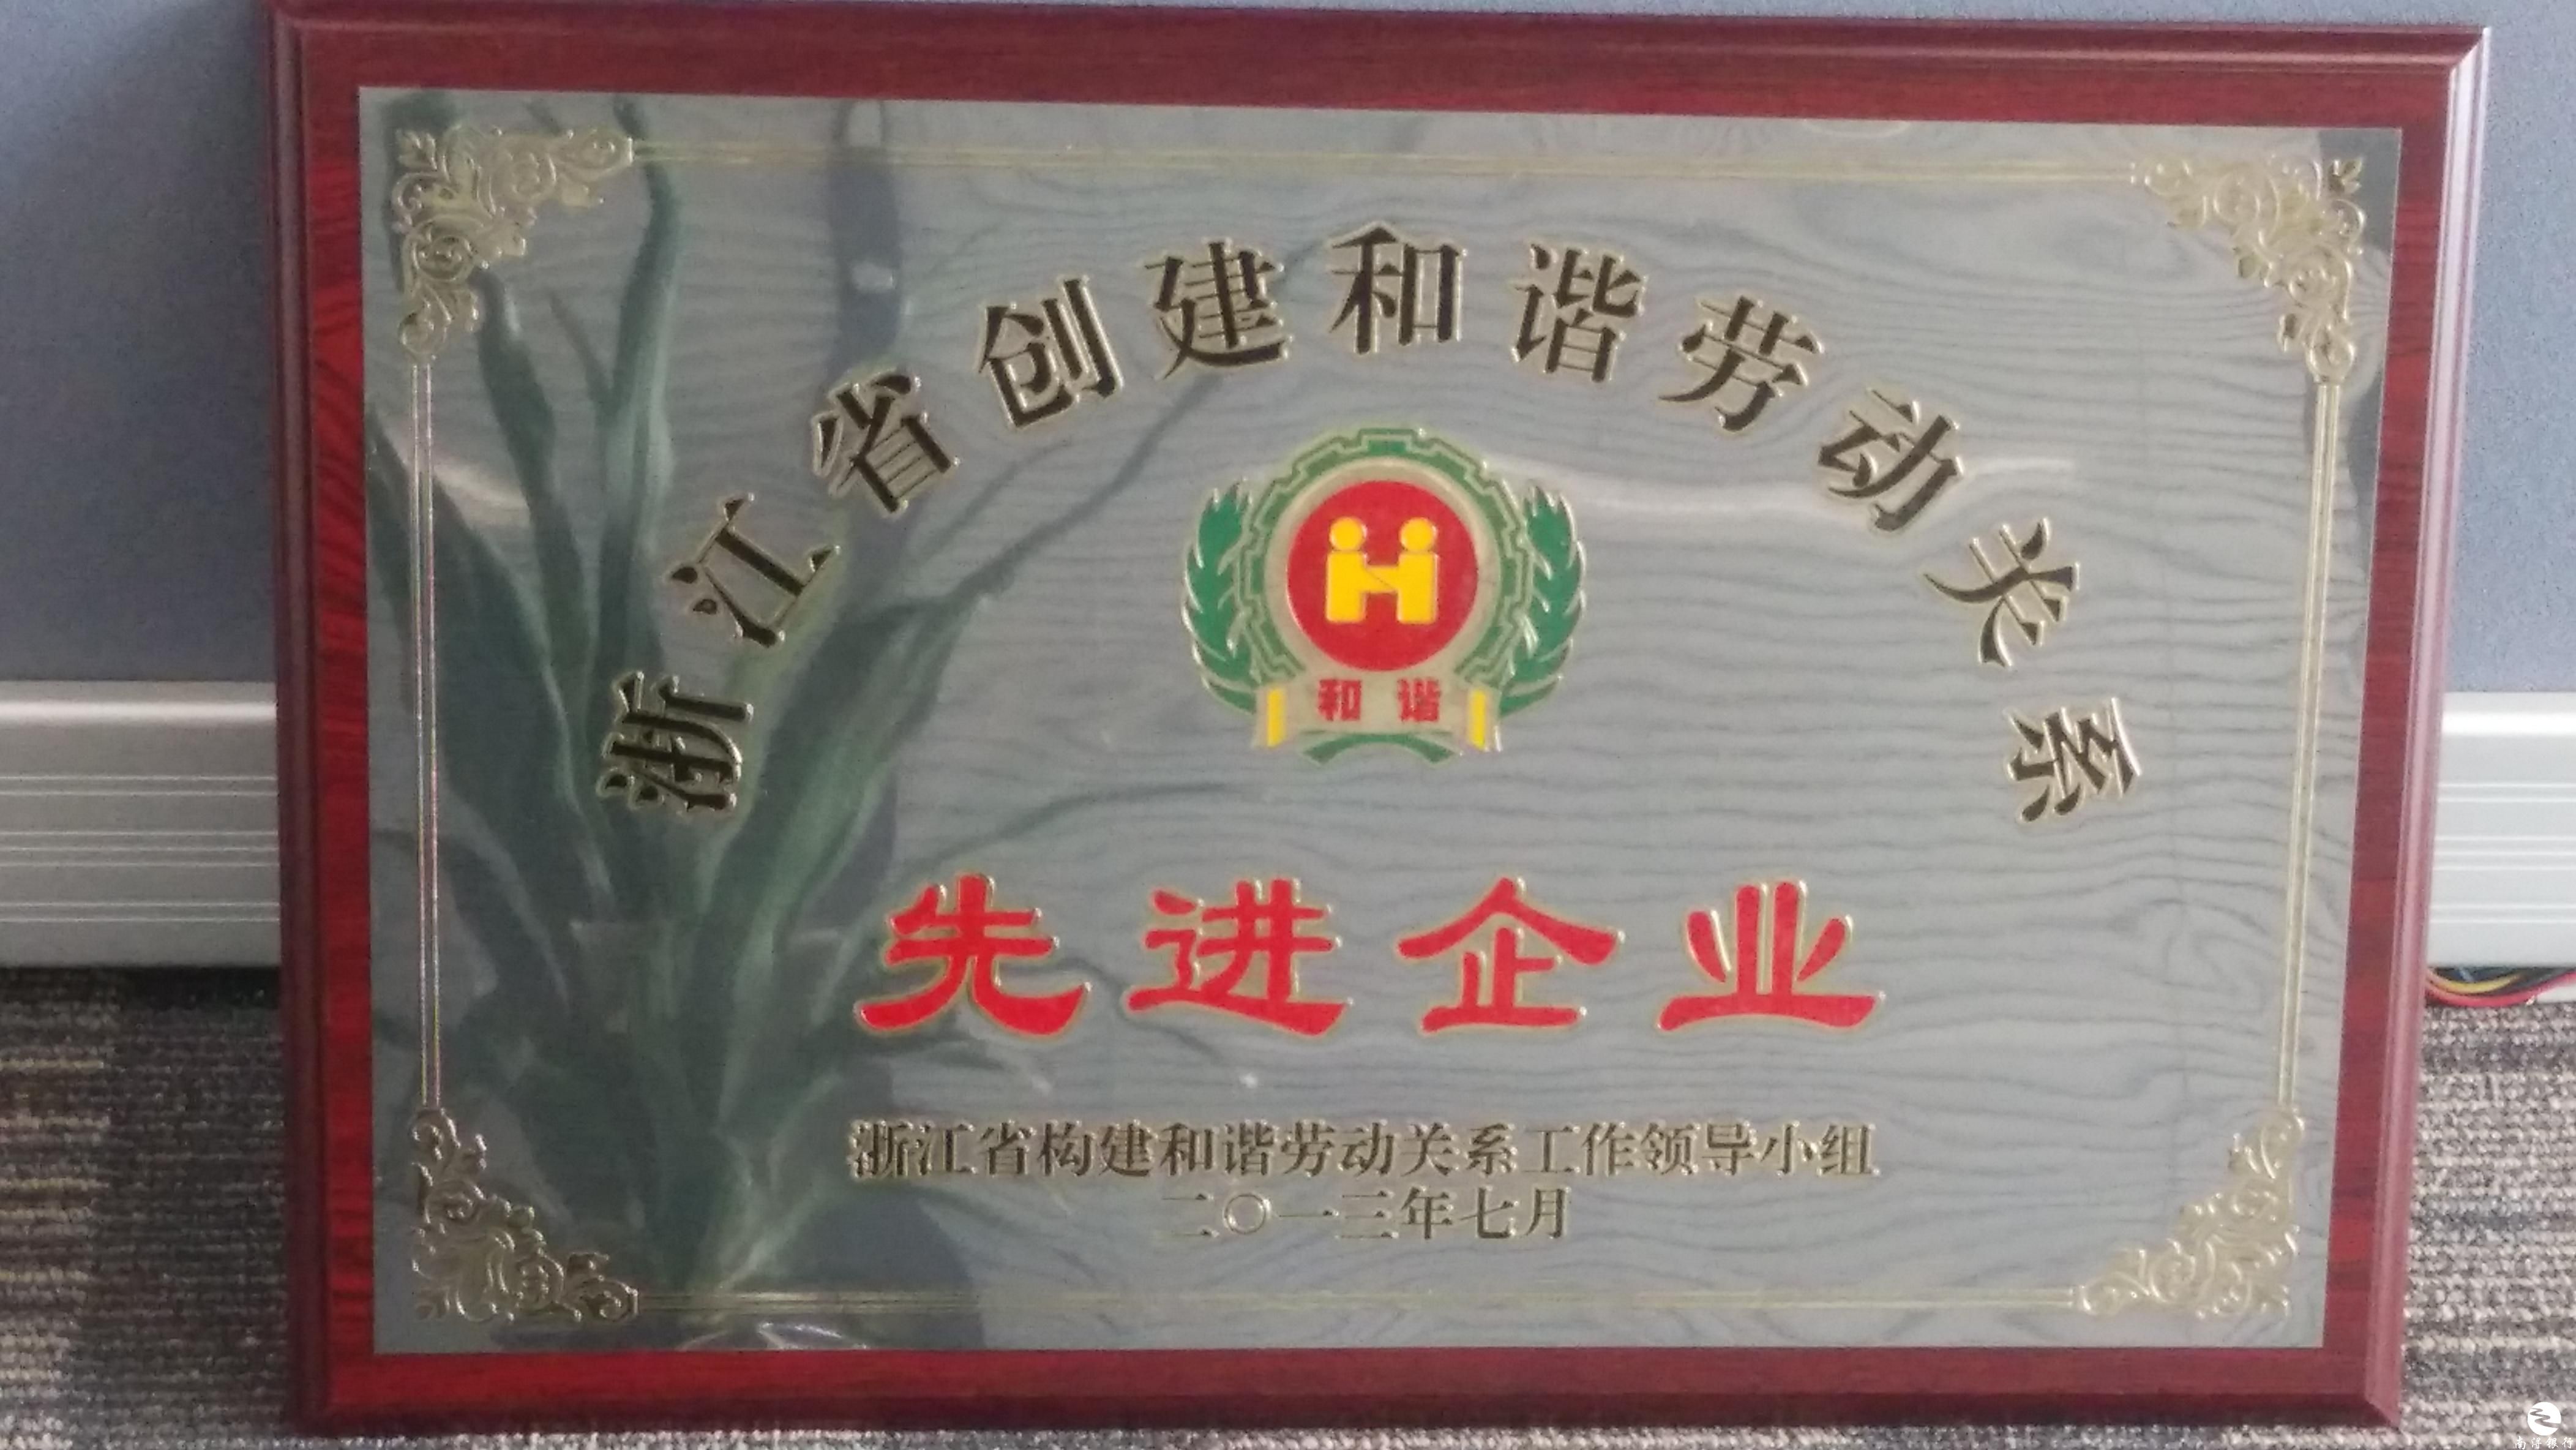 浙江省创建和谐劳动关系
和谐
先进企业
浙江省构建和谐劳动关系工作领导小组
二〇一三年七月